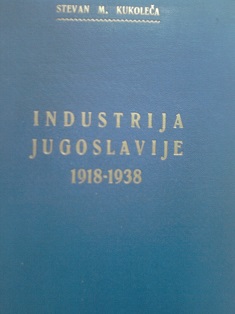 STEVAN M. KUKOLEČA
INDUSTRIJA
JUGOSLAVIJE
1918-1938